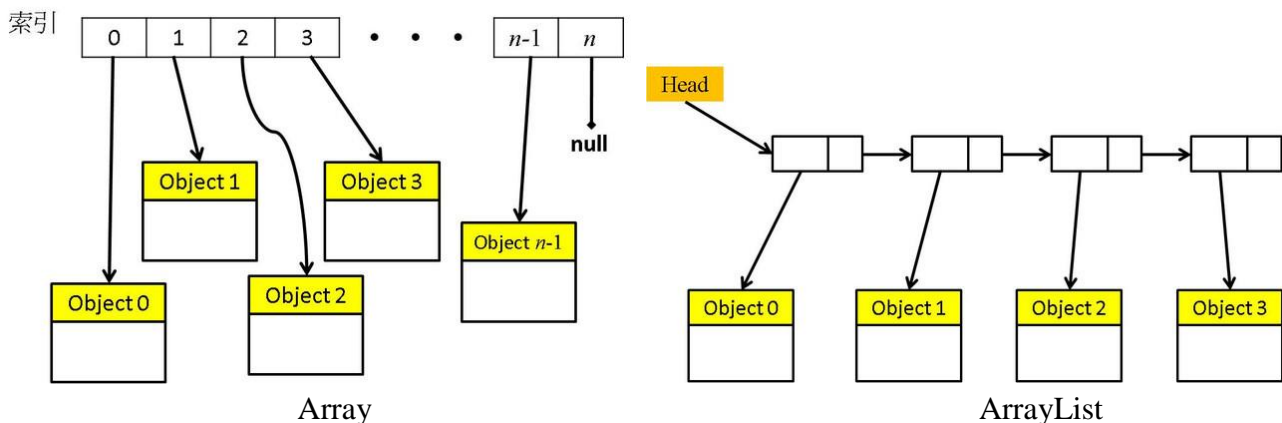 索引
0 1 2 3 • • • n-1 n
null
Object 1
Object 3
Object n-1
Object 0
Object 2
Array
Head
Object 0
Object 1
Object 2
Object 3
ArrayList